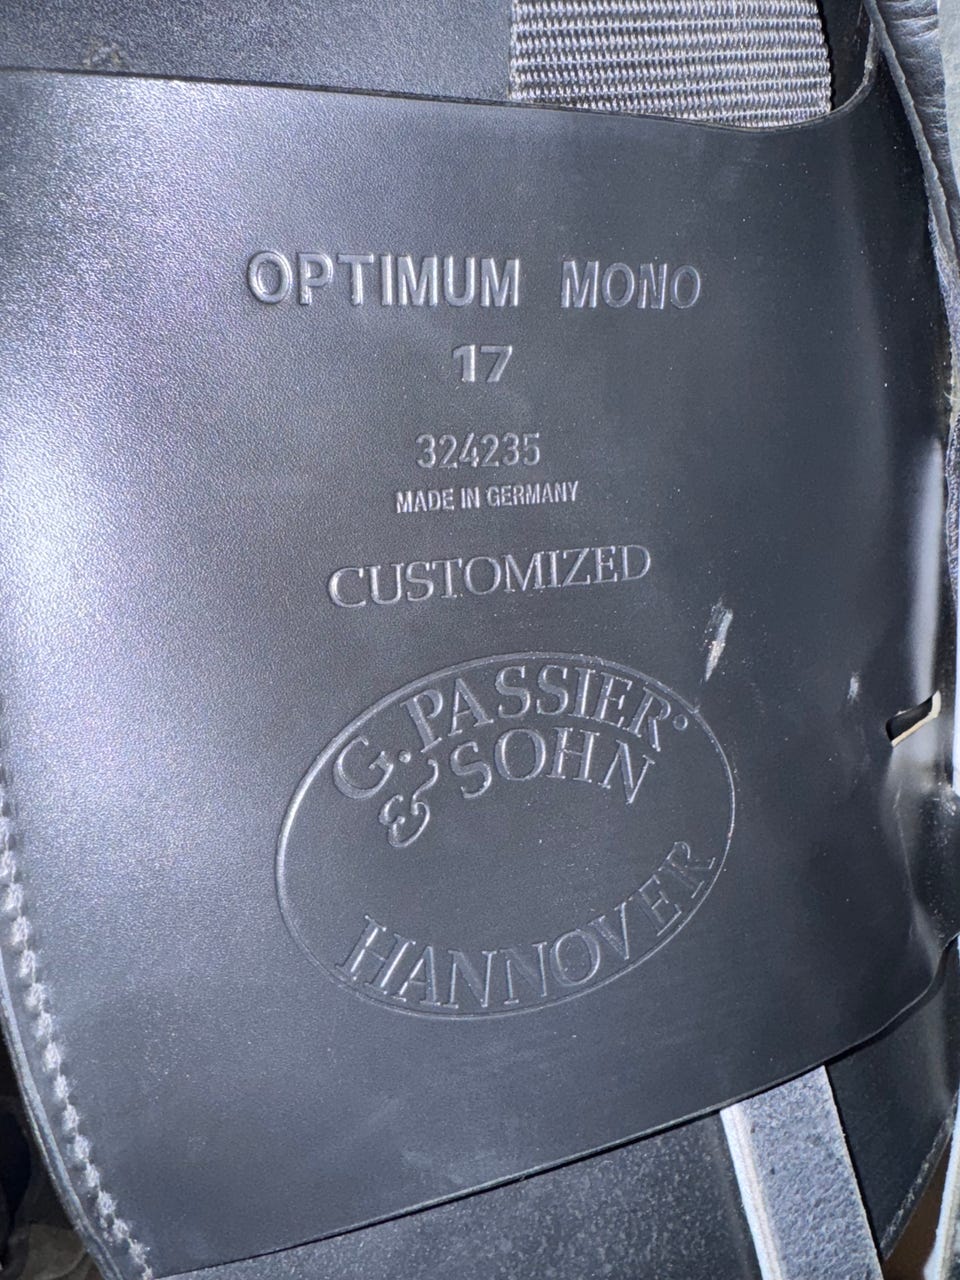 OPTIMUM MONO
17
324235
MADE IN GERMANY
CUSTOMIZED
G. PASSIER
& SOHN
HANNOVER